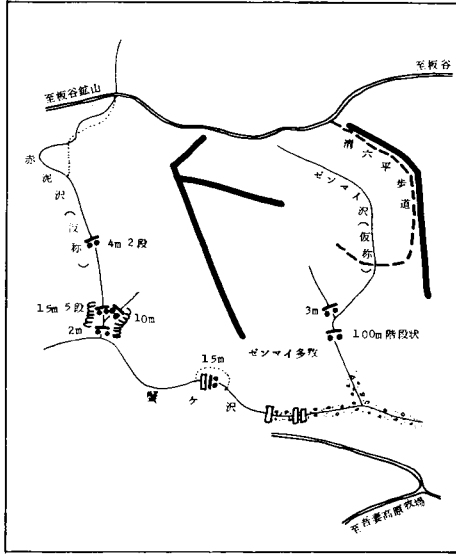 至板谷鉱山
至板谷
清六平歩道
ゼンマイ沢(仮称)
赤泥沢(仮称)
4m 2段
15m 5段
10m
2m
3m
100m 階段状
ゼンマイ多数
15m
蟹ヶ沢
至吾妻高原牧場